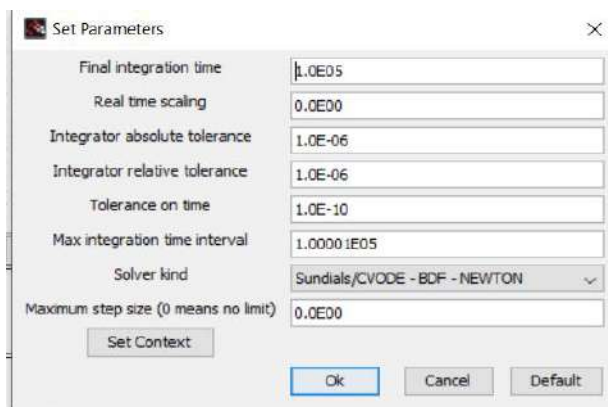 Set Parameters
Final integration time 1.0E05
Real time scaling 0.0E00
Integrator absolute tolerance 1.0E-06
Integrator relative tolerance 1.0E-06
Tolerance on time 1.0E-10
Max integration time interval 1.00001E05
Solver kind Sundials/CVODE - BDF - NEWTON
Maximum step size (0 means no limit) 0.0E00
Set Context
Ok Cancel Default